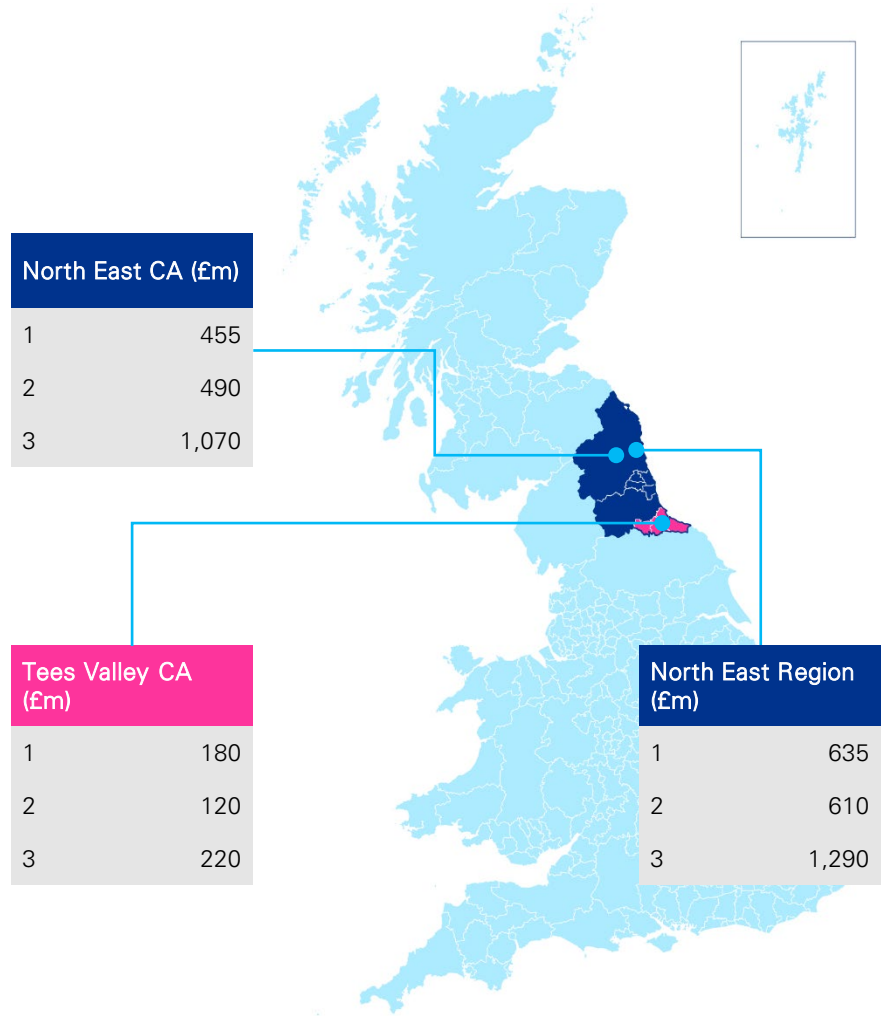 North East CA (£m)
1 455
2 490
3 1,070
Tees Valley CA
(£m)
1 180
2 120
3 220
North East Region
(£m)
1 635
2 610
3 1,290